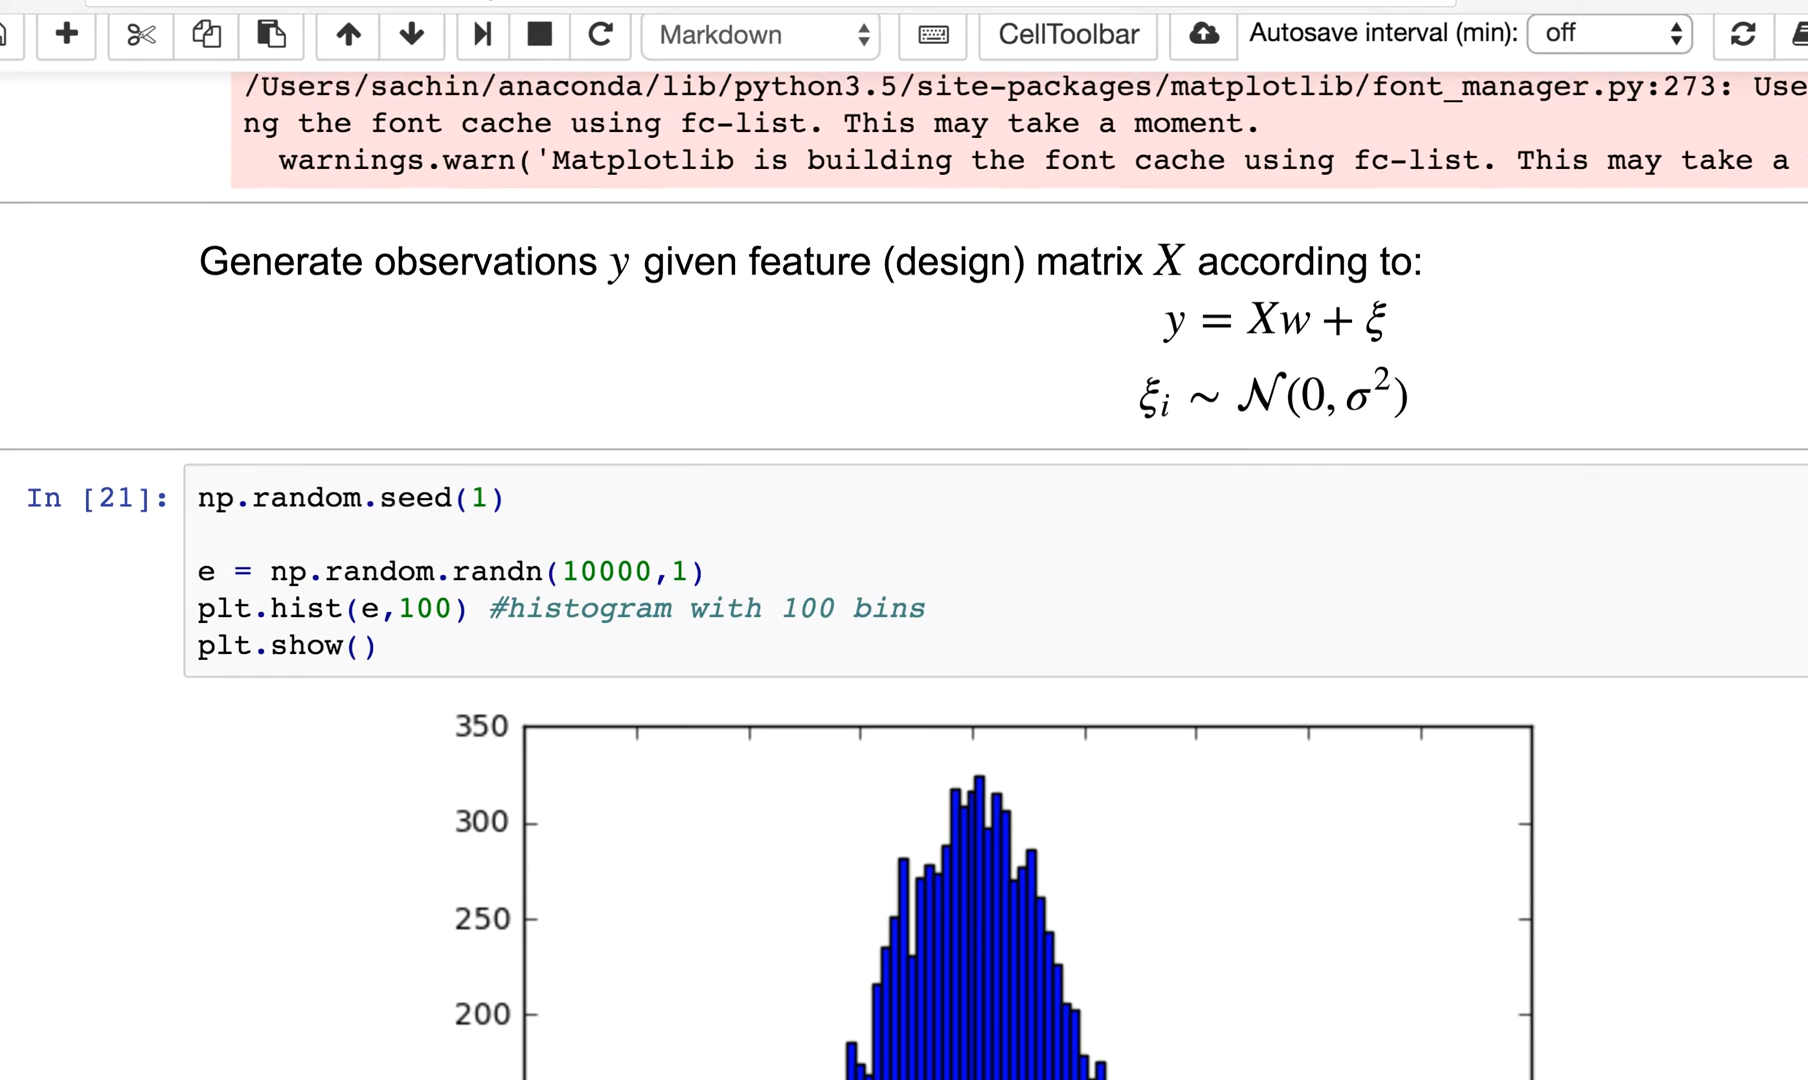 Markdown CellToolbar Autosave interval (min): off
/Users/sachin/anaconda/lib/python3.5/site-packages/matplotlib/font_manager.py:273: Use
ng the font cache using fc-list. This may take a moment.
warnings.warn('Matplotlib is building the font cache using fc-list. This may take a
Generate observations y given feature (design) matrix X according to:
y = Xw + ξ
ξᵢ ∼ 𝒩(0, σ²)
In [21]: np.random.seed(1)
e = np.random.randn(10000,1)
plt.hist(e,100) #histogram with 100 bins
plt.show()
350
300
250
200